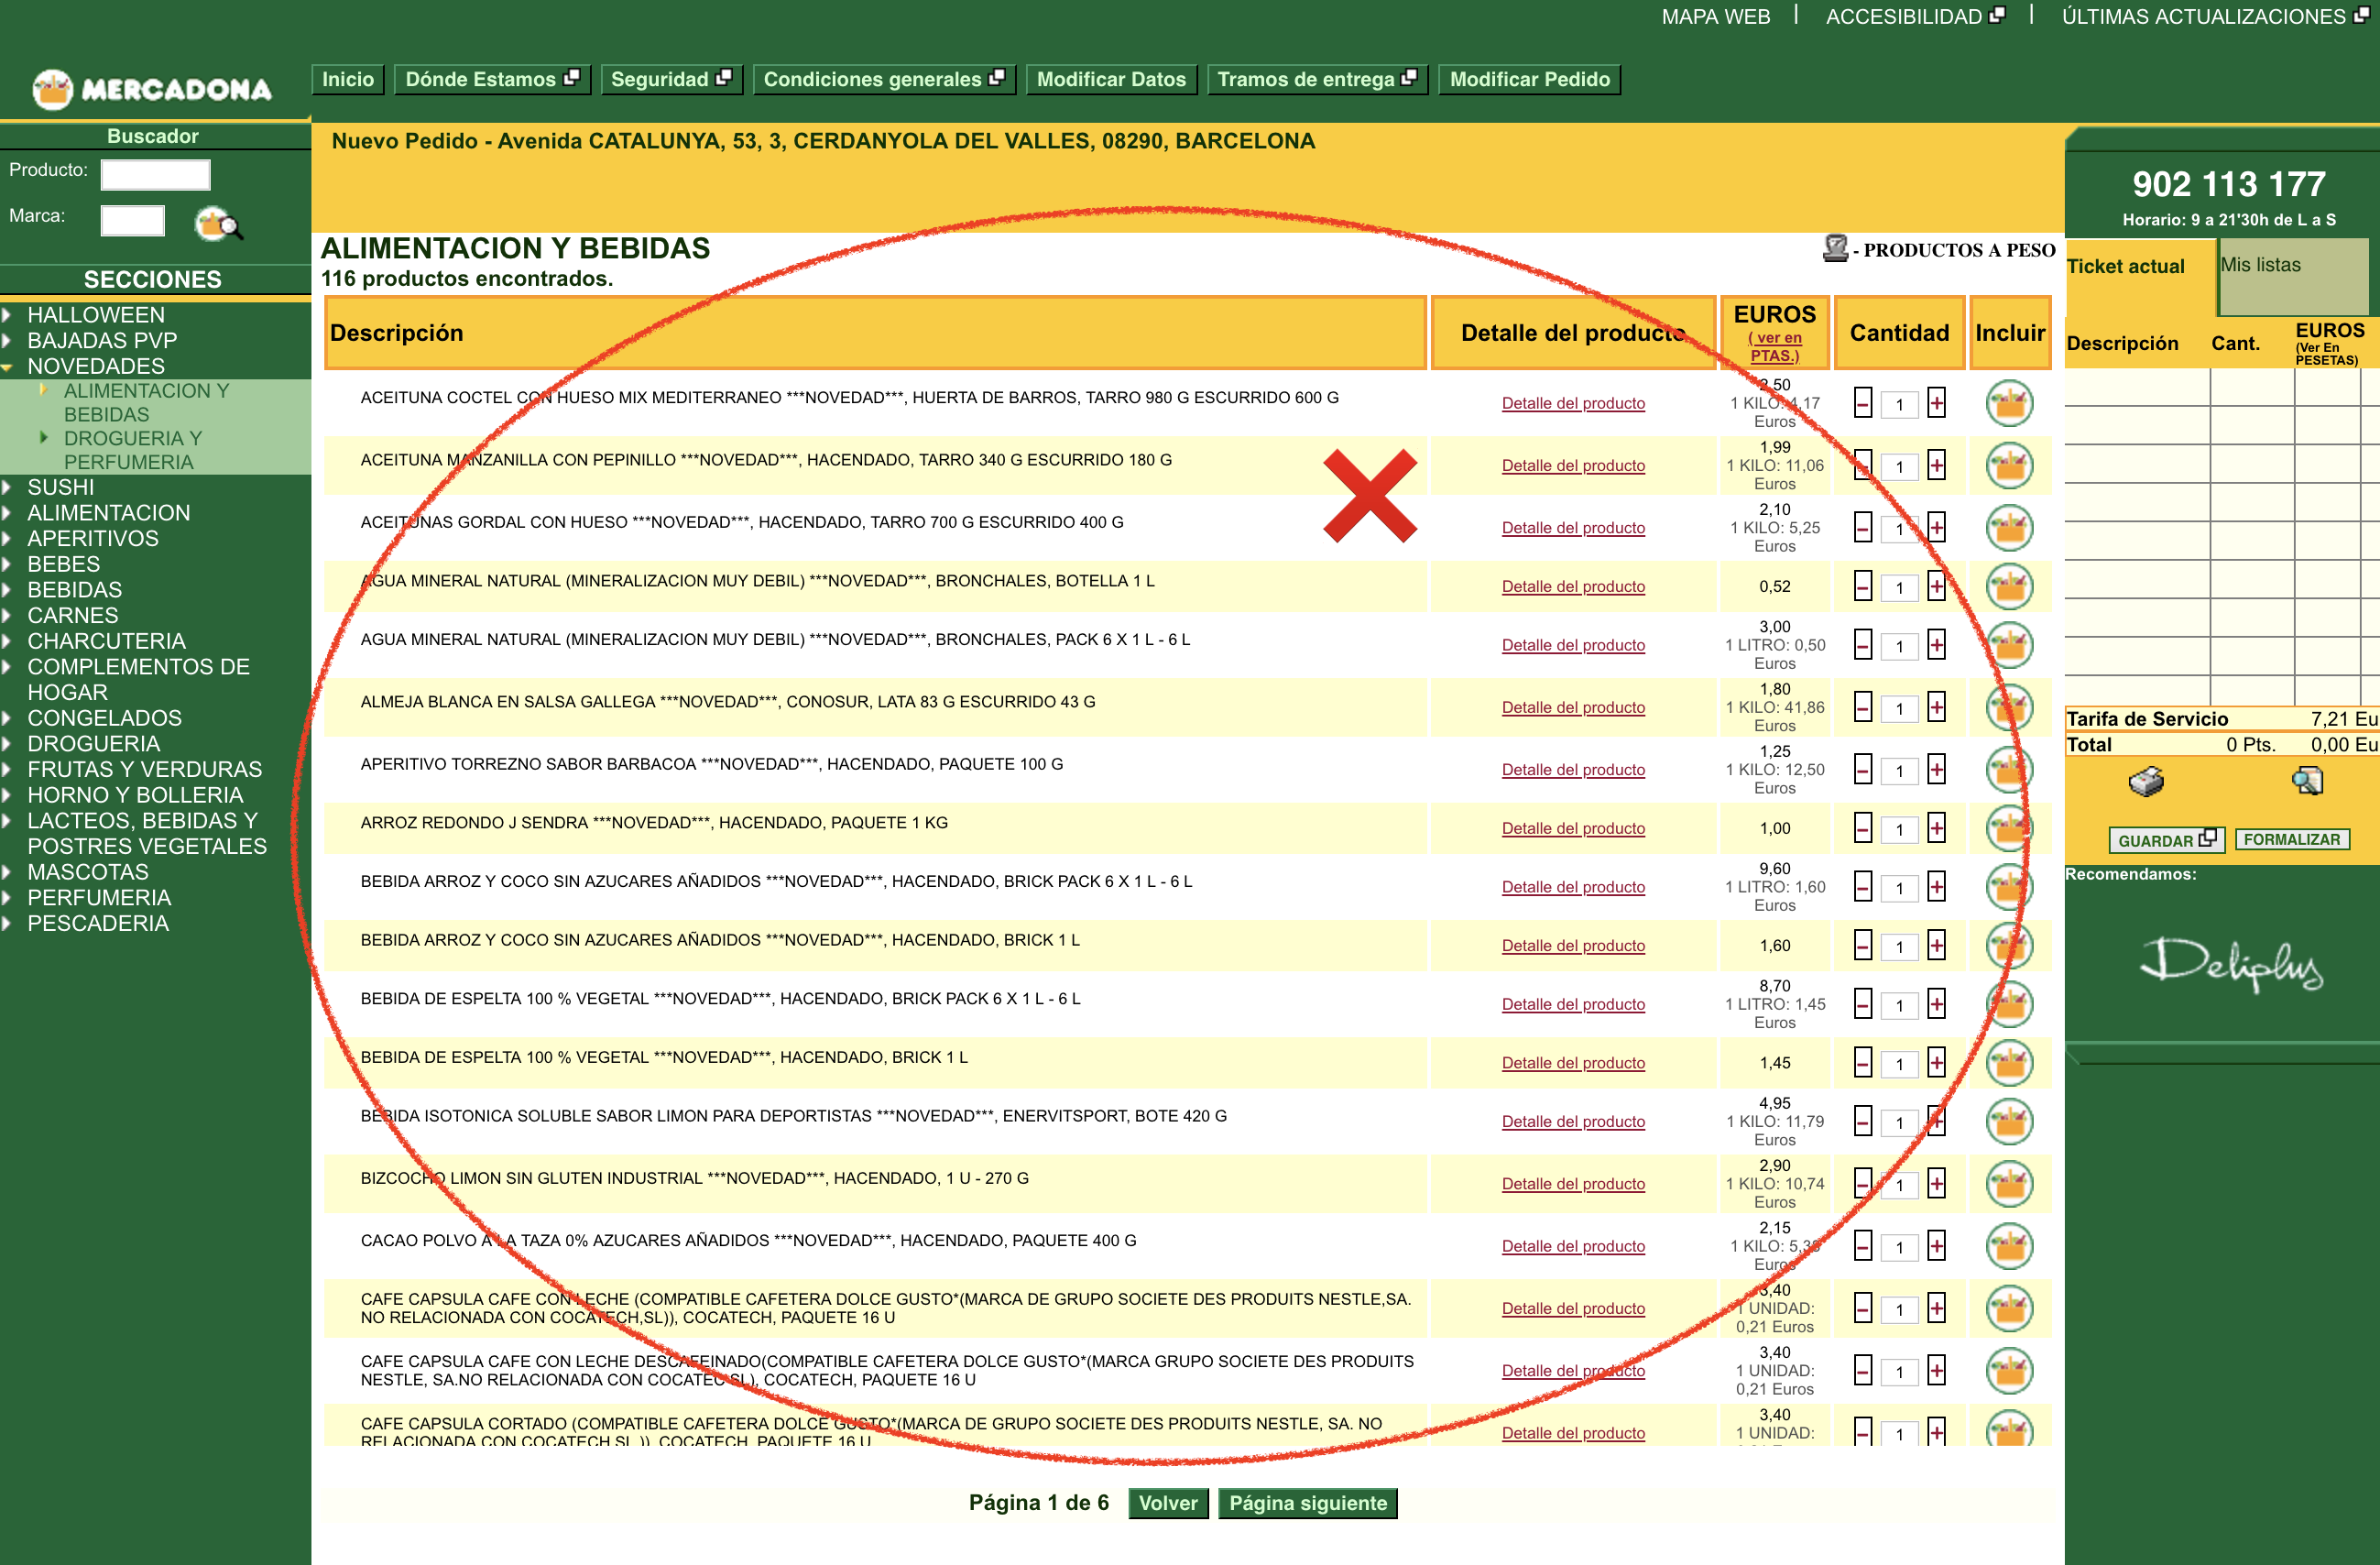 MAPA WEB | ACCESIBILIDAD | ÚLTIMAS ACTUALIZACIONES
MERCADONA
Inicio Dónde Estamos Seguridad Condiciones generales Modificar Datos Tramos de entrega Modificar Pedido
Buscador
Producto:
Marca:
SECCIONES
HALLOWEEN
BAJADAS PVP
NOVEDADES
ALIMENTACION Y
BEBIDAS
DROGUERIA Y
PERFUMERIA
SUSHI
ALIMENTACION
APERITIVOS
BEBES
BEBIDAS
CARNES
CHARCUTERIA
COMPLEMENTOS DE
HOGAR
CONGELADOS
DROGUERIA
FRUTAS Y VERDURAS
HORNO Y BOLLERIA
LACTEOS, BEBIDAS Y
POSTRES VEGETALES
MASCOTAS
PERFUMERIA
PESCADERIA
Nuevo Pedido - Avenida CATALUNYA, 53, 3, CERDANYOLA DEL VALLES, 08290, BARCELONA
ALIMENTACION Y BEBIDAS
- PRODUCTOS A PESO
116 productos encontrados.
Descripción Detalle del producto EUROS Cantidad Incluir
( ver en
PTAS.)
ACEITUNA COCTEL CON HUESO MIX MEDITERRANEO ***NOVEDAD***, HUERTA DE BARROS, TARRO 980 G ESCURRIDO 600 G Detalle del producto 2,50 1
1 KILO: 4,17
Euros
ACEITUNA MANZANILLA CON PEPINILLO ***NOVEDAD***, HACENDADO, TARRO 340 G ESCURRIDO 180 G Detalle del producto 1,99 1
1 KILO: 11,06
Euros
ACEITUNAS GORDAL CON HUESO ***NOVEDAD***, HACENDADO, TARRO 700 G ESCURRIDO 400 G Detalle del producto 2,10 1
1 KILO: 5,25
Euros
AGUA MINERAL NATURAL (MINERALIZACION MUY DEBIL) ***NOVEDAD***, BRONCHALES, BOTELLA 1 L Detalle del producto 0,52 1
AGUA MINERAL NATURAL (MINERALIZACION MUY DEBIL) ***NOVEDAD***, BRONCHALES, PACK 6 X 1 L - 6 L Detalle del producto 3,00 1
1 LITRO: 0,50
Euros
ALMEJA BLANCA EN SALSA GALLEGA ***NOVEDAD***, CONOSUR, LATA 83 G ESCURRIDO 43 G Detalle del producto 1,80 1
1 KILO: 41,86
Euros
APERITIVO TORREZNO SABOR BARBACOA ***NOVEDAD***, HACENDADO, PAQUETE 100 G Detalle del producto 1,25 1
1 KILO: 12,50
Euros
ARROZ REDONDO J SENDRA ***NOVEDAD***, HACENDADO, PAQUETE 1 KG Detalle del producto 1,00 1
BEBIDA ARROZ Y COCO SIN AZUCARES AÑADIDOS ***NOVEDAD***, HACENDADO, BRICK PACK 6 X 1 L - 6 L Detalle del producto 9,60 1
1 LITRO: 1,60
Euros
BEBIDA ARROZ Y COCO SIN AZUCARES AÑADIDOS ***NOVEDAD***, HACENDADO, BRICK 1 L Detalle del producto 1,60 1
BEBIDA DE ESPELTA 100 % VEGETAL ***NOVEDAD***, HACENDADO, BRICK PACK 6 X 1 L - 6 L Detalle del producto 8,70 1
1 LITRO: 1,45
Euros
BEBIDA DE ESPELTA 100 % VEGETAL ***NOVEDAD***, HACENDADO, BRICK 1 L Detalle del producto 1,45 1
BEBIDA ISOTONICA SOLUBLE SABOR LIMON PARA DEPORTISTAS ***NOVEDAD***, ENERVITSPORT, BOTE 420 G Detalle del producto 4,95 1
1 KILO: 11,79
Euros
BIZCOCHO LIMON SIN GLUTEN INDUSTRIAL ***NOVEDAD***, HACENDADO, 1 U - 270 G Detalle del producto 2,90 1
1 KILO: 10,74
Euros
CACAO POLVO A LA TAZA 0% AZUCARES AÑADIDOS ***NOVEDAD***, HACENDADO, PAQUETE 400 G Detalle del producto 2,15 1
1 KILO:
Euros
CAFE CAPSULA CAFE CON LECHE (COMPATIBLE CAFETERA DOLCE GUSTO*(MARCA DE GRUPO SOCIETE DES PRODUITS NESTLE,SA. Detalle del producto 3,40 1
NO RELACIONADA CON COCATECH,SL)), COCATECH, PAQUETE 16 U 1 UNIDAD:
0,21 Euros
CAFE CAPSULA CAFE CON LECHE DESCAFEINADO(COMPATIBLE CAFETERA DOLCE GUSTO*(MARCA GRUPO SOCIETE DES PRODUITS Detalle del producto 3,40 1
NESTLE, SA.NO RELACIONADA CON COCATEC SL), COCATECH, PAQUETE 16 U 1 UNIDAD:
0,21 Euros
CAFE CAPSULA CORTADO (COMPATIBLE CAFETERA DOLCE GUSTO*(MARCA DE GRUPO SOCIETE DES PRODUITS NESTLE, SA. NO Detalle del producto 3,40 1
RELACIONADA CON COCATECH,SL.)), COCATECH, PAQUETE 16 U 1 UNIDAD:
Página 1 de 6 Volver Página siguiente
902 113 177
Horario: 9 a 21'30h de L a S
Ticket actual Mis listas
Descripción Cant. EUROS
(Ver En
PESETAS)
Tarifa de Servicio 7,21 Eu
Total 0 Pts. 0,00 Eu
GUARDAR FORMALIZAR
Recomendamos:
Deliplus